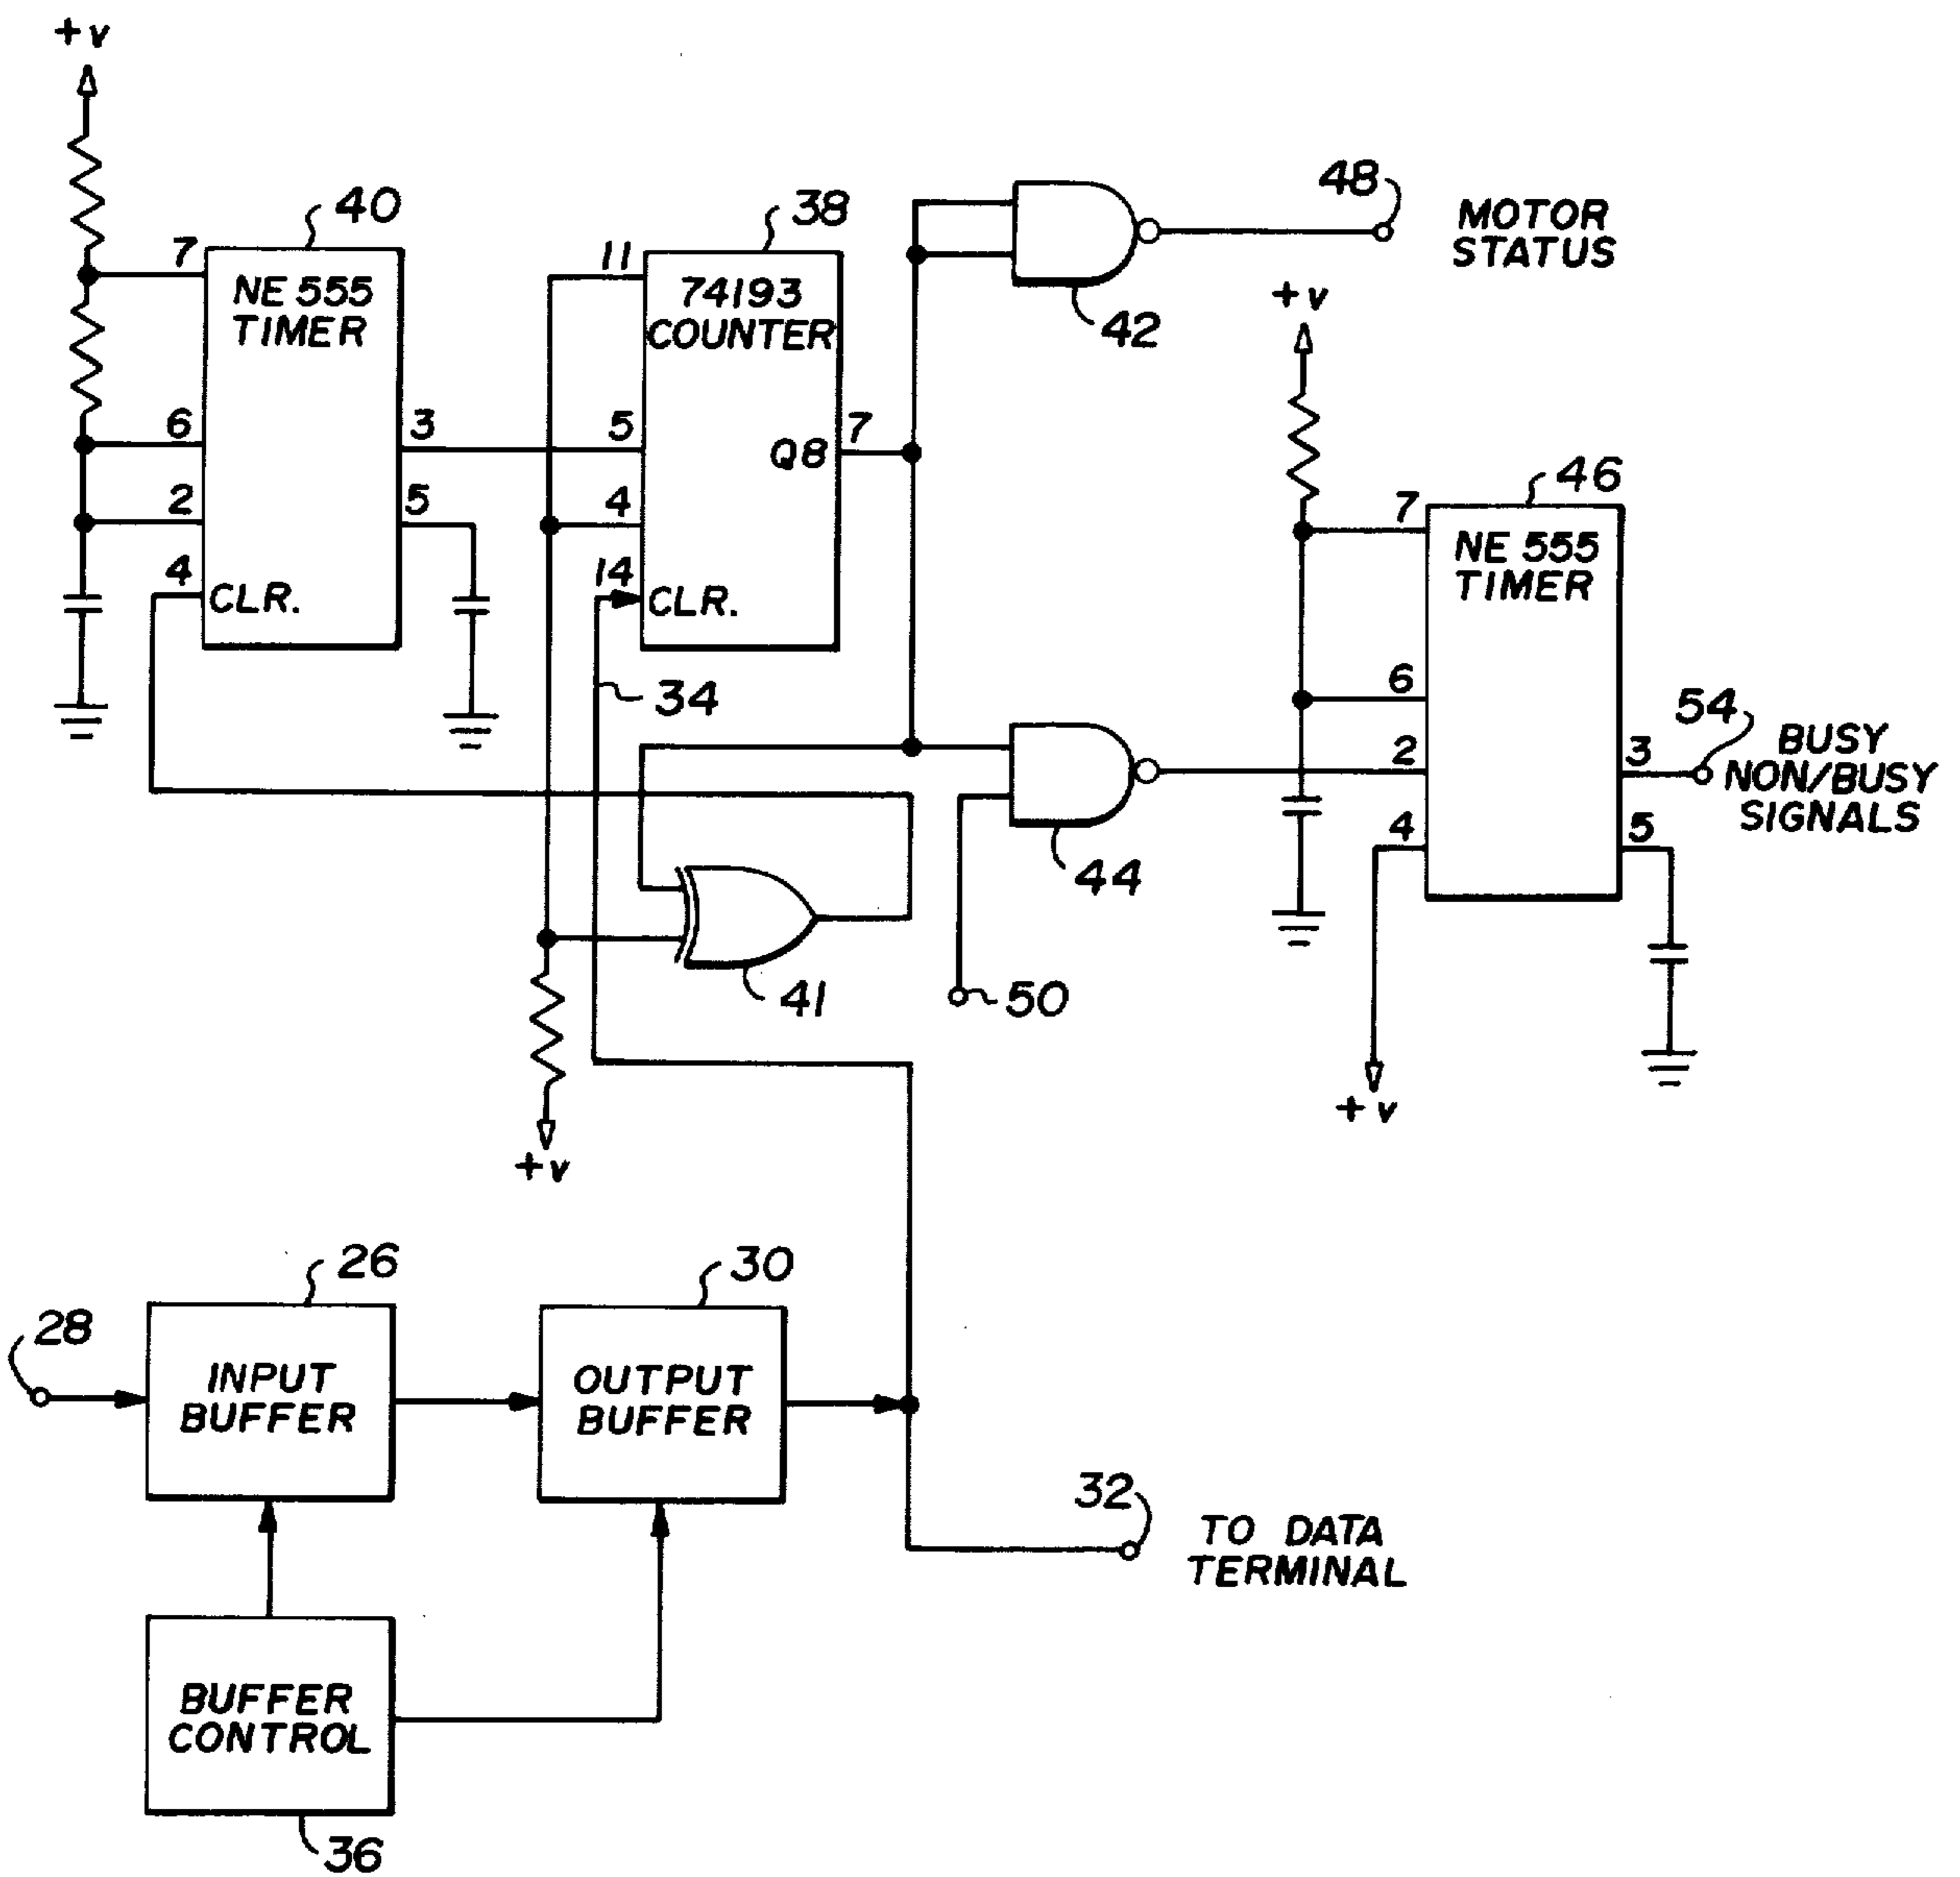 +v
40
7
NE 555
TIMER
6
3
2
5
4
CLR.
38
11
74193
COUNTER
5
Q8
7
4
14
CLR.
34
42
48
MOTOR
STATUS
+v
46
7
NE 555
TIMER
6
2
3
54
BUSY
NON/BUSY
SIGNALS
4
5
+v
44
50
41
+v
26
28
INPUT
BUFFER
30
OUTPUT
BUFFER
32
TO DATA
TERMINAL
BUFFER
CONTROL
36